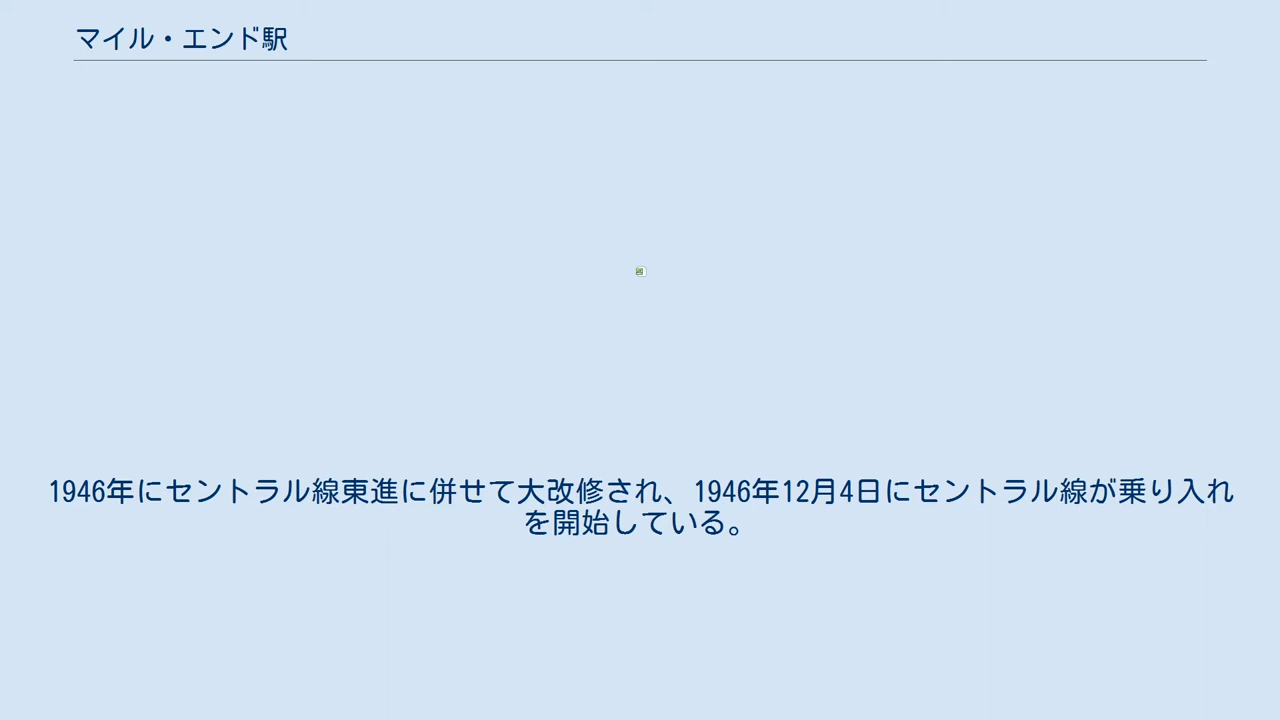 マイル・エンド駅
1946年にセントラル線東進に併せて大改修され、1946年12月4日にセントラル線が乗り入れ
を開始している。